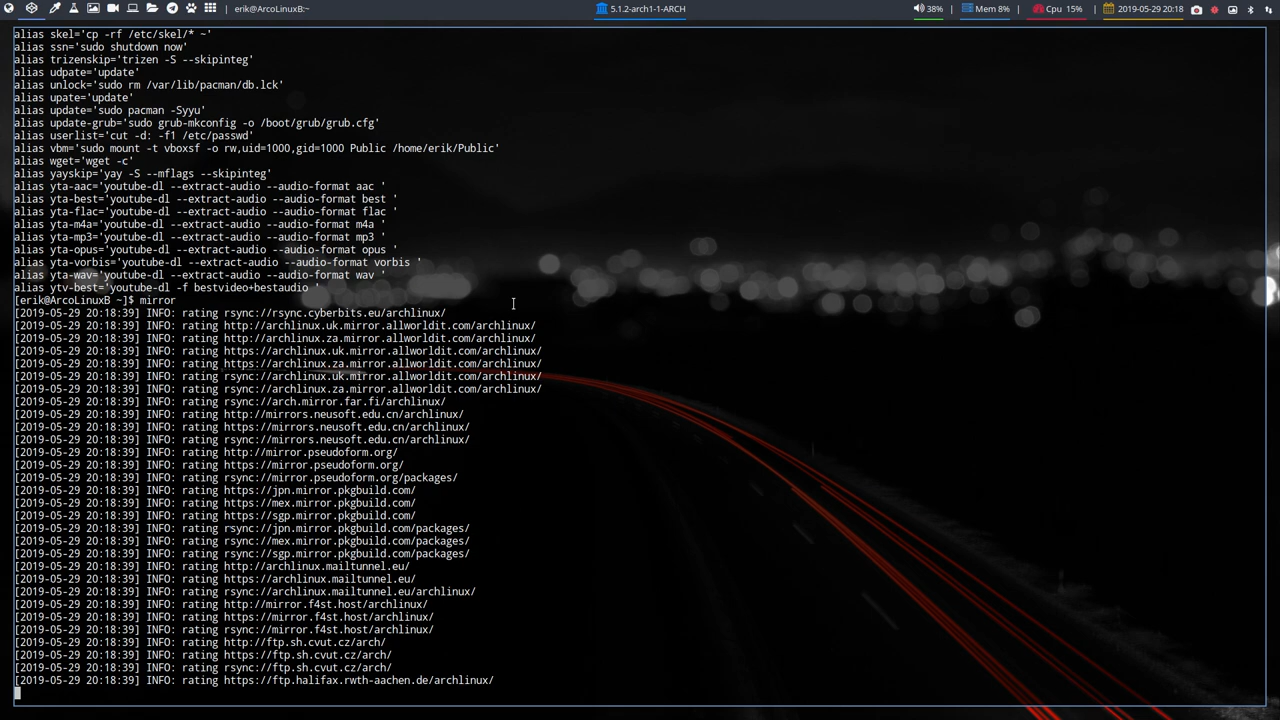 erik@ArcoLinuxB:~
5.1.2-arch1-1-ARCH
38%
Mem 8%
Cpu 15%
2019-05-29 20:18
alias skel='cp -rf /etc/skel/* ~'
alias ssn='sudo shutdown now'
alias trizenskip='trizen -S --skipinteg'
alias udpate='update'
alias unlock='sudo rm /var/lib/pacman/db.lck'
alias upate='update'
alias update='sudo pacman -Syyu'
alias update-grub='sudo grub-mkconfig -o /boot/grub/grub.cfg'
alias userlist='cut -d: -f1 /etc/passwd'
alias vbm='sudo mount -t vboxsf -o rw,uid=1000,gid=1000 Public /home/erik/Public'
alias wget='wget -c'
alias yayskip='yay -S --mflags --skipinteg'
alias yta-aac='youtube-dl --extract-audio --audio-format aac '
alias yta-best='youtube-dl --extract-audio --audio-format best '
alias yta-flac='youtube-dl --extract-audio --audio-format flac '
alias yta-m4a='youtube-dl --extract-audio --audio-format m4a '
alias yta-mp3='youtube-dl --extract-audio --audio-format mp3 '
alias yta-opus='youtube-dl --extract-audio --audio-format opus '
alias yta-vorbis='youtube-dl --extract-audio --audio-format vorbis '
alias yta-wav='youtube-dl --extract-audio --audio-format wav '
alias ytv-best='youtube-dl -f bestvideo+bestaudio '
[erik@ArcoLinuxB ~]$ mirror
[2019-05-29 20:18:39] INFO: rating rsync://rsync.cyberbits.eu/archlinux/
[2019-05-29 20:18:39] INFO: rating http://archlinux.uk.mirror.allworldit.com/archlinux/
[2019-05-29 20:18:39] INFO: rating http://archlinux.za.mirror.allworldit.com/archlinux/
[2019-05-29 20:18:39] INFO: rating https://archlinux.uk.mirror.allworldit.com/archlinux/
[2019-05-29 20:18:39] INFO: rating https://archlinux.za.mirror.allworldit.com/archlinux/
[2019-05-29 20:18:39] INFO: rating rsync://archlinux.uk.mirror.allworldit.com/archlinux/
[2019-05-29 20:18:39] INFO: rating rsync://archlinux.za.mirror.allworldit.com/archlinux/
[2019-05-29 20:18:39] INFO: rating rsync://arch.mirror.far.fi/archlinux/
[2019-05-29 20:18:39] INFO: rating http://mirrors.neusoft.edu.cn/archlinux/
[2019-05-29 20:18:39] INFO: rating https://mirrors.neusoft.edu.cn/archlinux/
[2019-05-29 20:18:39] INFO: rating rsync://mirrors.neusoft.edu.cn/archlinux/
[2019-05-29 20:18:39] INFO: rating http://mirror.pseudoform.org/
[2019-05-29 20:18:39] INFO: rating https://mirror.pseudoform.org/
[2019-05-29 20:18:39] INFO: rating rsync://mirror.pseudoform.org/packages/
[2019-05-29 20:18:39] INFO: rating https://jpn.mirror.pkgbuild.com/
[2019-05-29 20:18:39] INFO: rating https://mex.mirror.pkgbuild.com/
[2019-05-29 20:18:39] INFO: rating https://sgp.mirror.pkgbuild.com/
[2019-05-29 20:18:39] INFO: rating rsync://jpn.mirror.pkgbuild.com/packages/
[2019-05-29 20:18:39] INFO: rating rsync://mex.mirror.pkgbuild.com/packages/
[2019-05-29 20:18:39] INFO: rating rsync://sgp.mirror.pkgbuild.com/packages/
[2019-05-29 20:18:39] INFO: rating http://archlinux.mailtunnel.eu/
[2019-05-29 20:18:39] INFO: rating https://archlinux.mailtunnel.eu/
[2019-05-29 20:18:39] INFO: rating rsync://archlinux.mailtunnel.eu/archlinux/
[2019-05-29 20:18:39] INFO: rating http://mirror.f4st.host/archlinux/
[2019-05-29 20:18:39] INFO: rating https://mirror.f4st.host/archlinux/
[2019-05-29 20:18:39] INFO: rating rsync://mirror.f4st.host/archlinux/
[2019-05-29 20:18:39] INFO: rating http://ftp.sh.cvut.cz/arch/
[2019-05-29 20:18:39] INFO: rating https://ftp.sh.cvut.cz/arch/
[2019-05-29 20:18:39] INFO: rating rsync://ftp.sh.cvut.cz/arch/
[2019-05-29 20:18:39] INFO: rating https://ftp.halifax.rwth-aachen.de/archlinux/